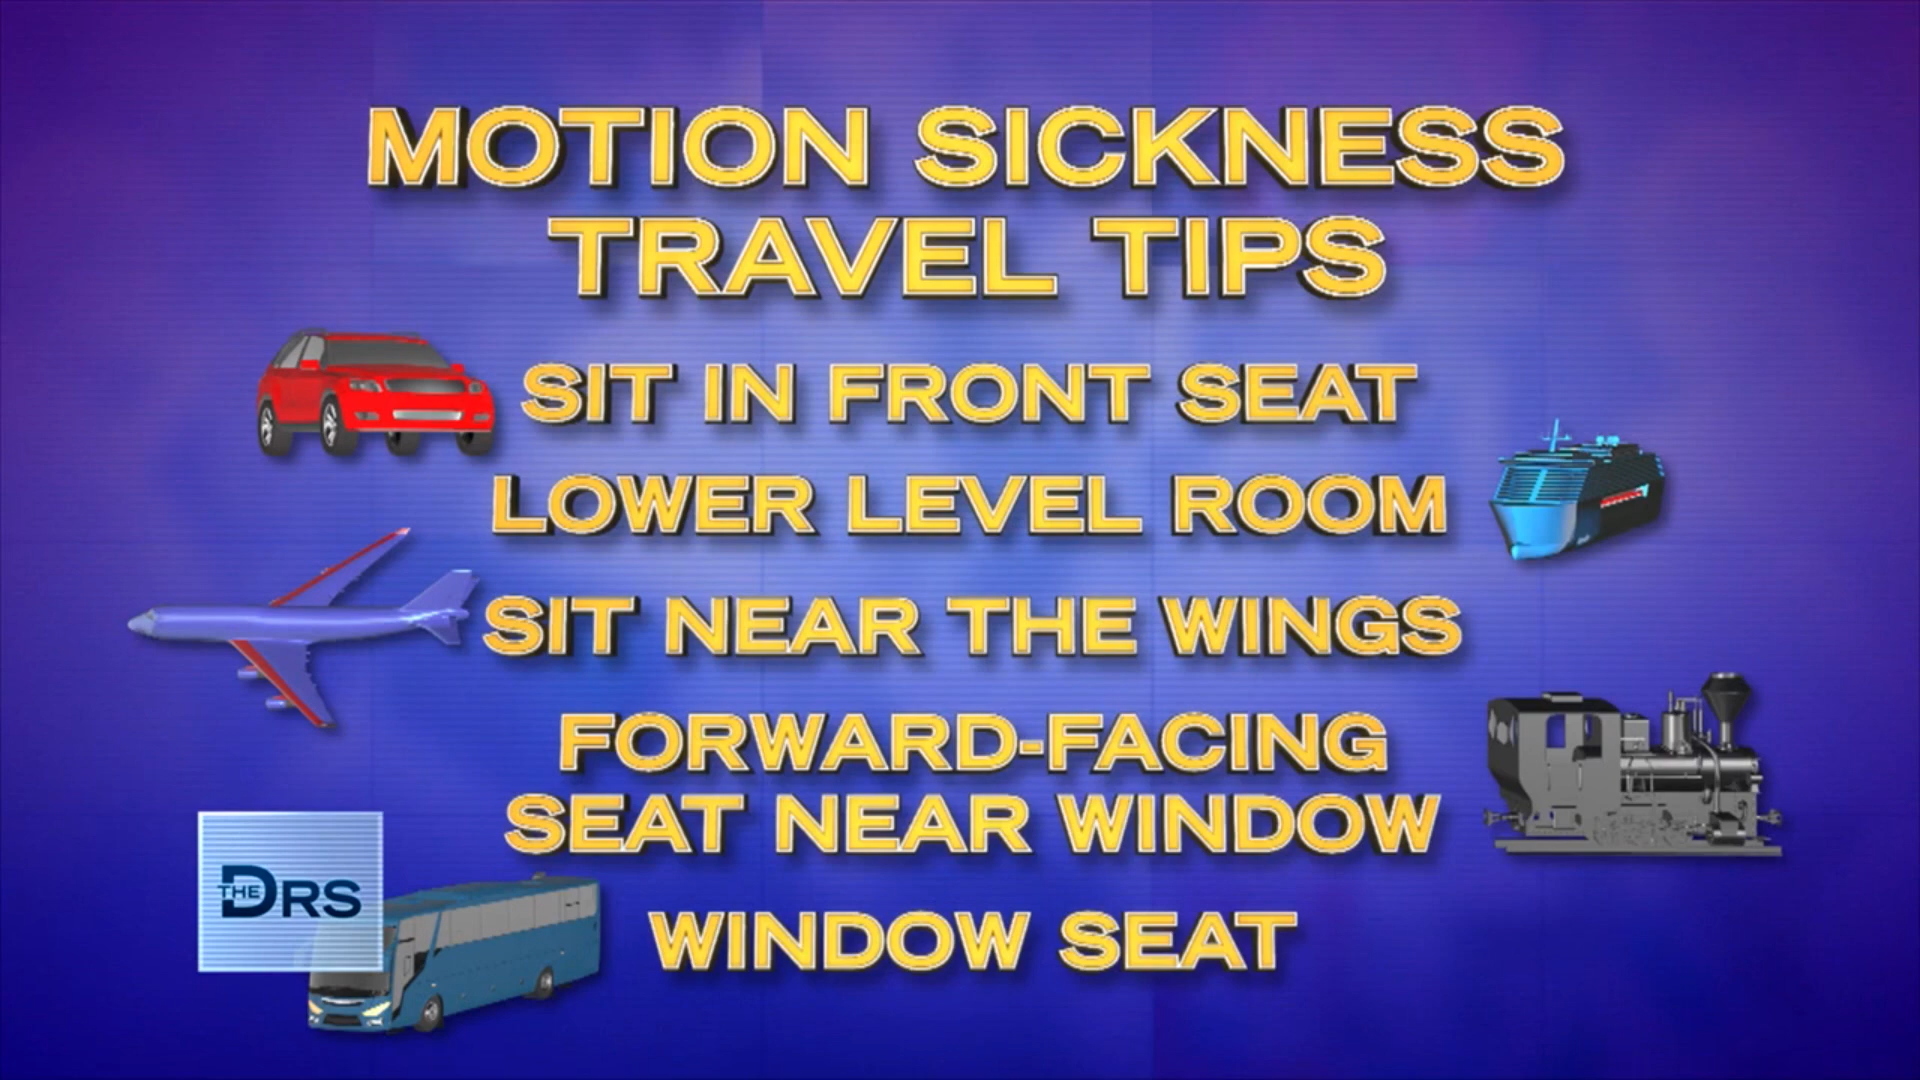 MOTION SICKNESS
TRAVEL TIPS
SIT IN FRONT SEAT
LOWER LEVEL ROOM
SIT NEAR THE WINGS
FORWARD-FACING
SEAT NEAR WINDOW
WINDOW SEAT
THE DRS